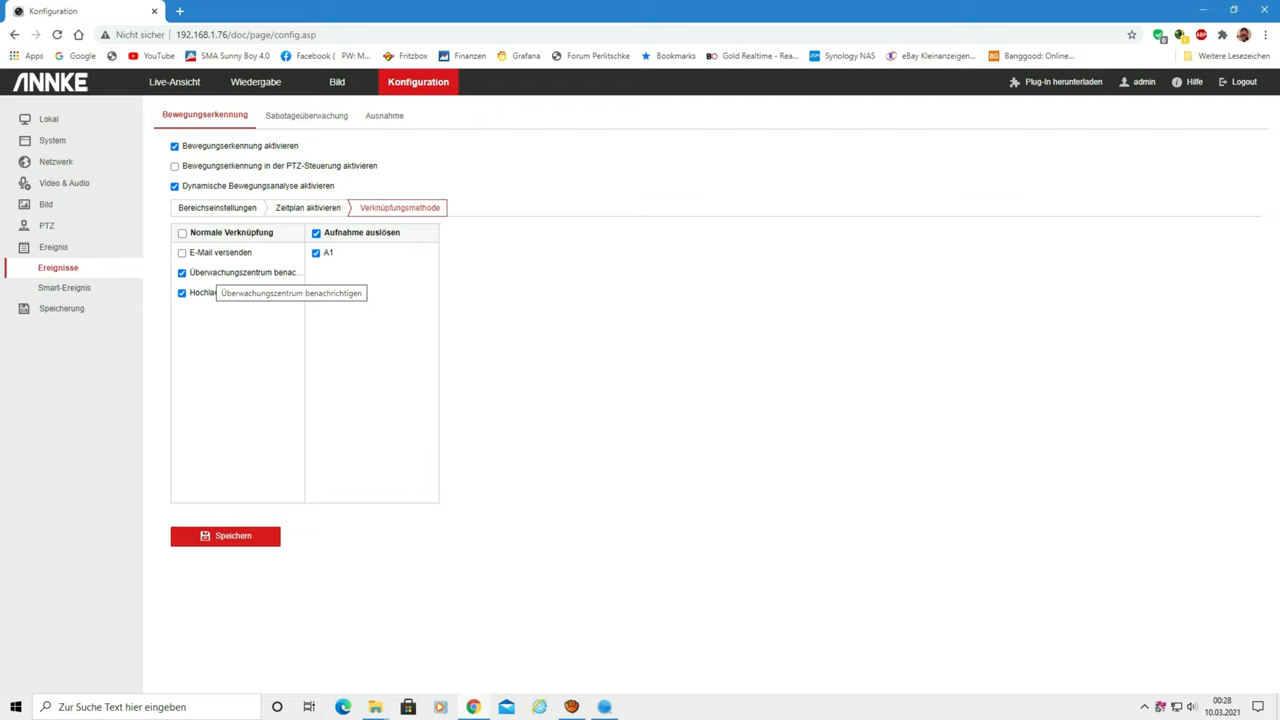 Konfiguration
Nicht sicher | 192.168.1.76/doc/page/config.asp
Apps Google YouTube SMA Sunny Boy 4.0 Facebook ( PW: M... Fritzbox Finanzen Grafana Forum Perlitschke Bookmarks Gold Realtime - Rea... Synology NAS eBay Kleinanzeigen... Banggood: Online... Weitere Lesezeichen
ANNKE Live-Ansicht Wiedergabe Bild Konfiguration Plug-In herunterladen admin Hilfe Logout
Lokal
System
Netzwerk
Video & Audio
Bild
PTZ
Ereignis
Ereignisse
Smart-Ereignis
Speicherung
Bewegungserkennung Sabotageüberwachung Ausnahme
Bewegungserkennung aktivieren
Bewegungserkennung in der PTZ-Steuerung aktivieren
Dynamische Bewegungsanalyse aktivieren
Bereichseinstellungen Zeitplan aktivieren Verknüpfungsmethode
Normale Verknüpfung Aufnahme auslösen
E-Mail versenden A1
Überwachungszentrum benac...
Überwachungszentrum benachrichtigen
Speichern
Zur Suche Text hier eingeben
00:28
10.03.2021